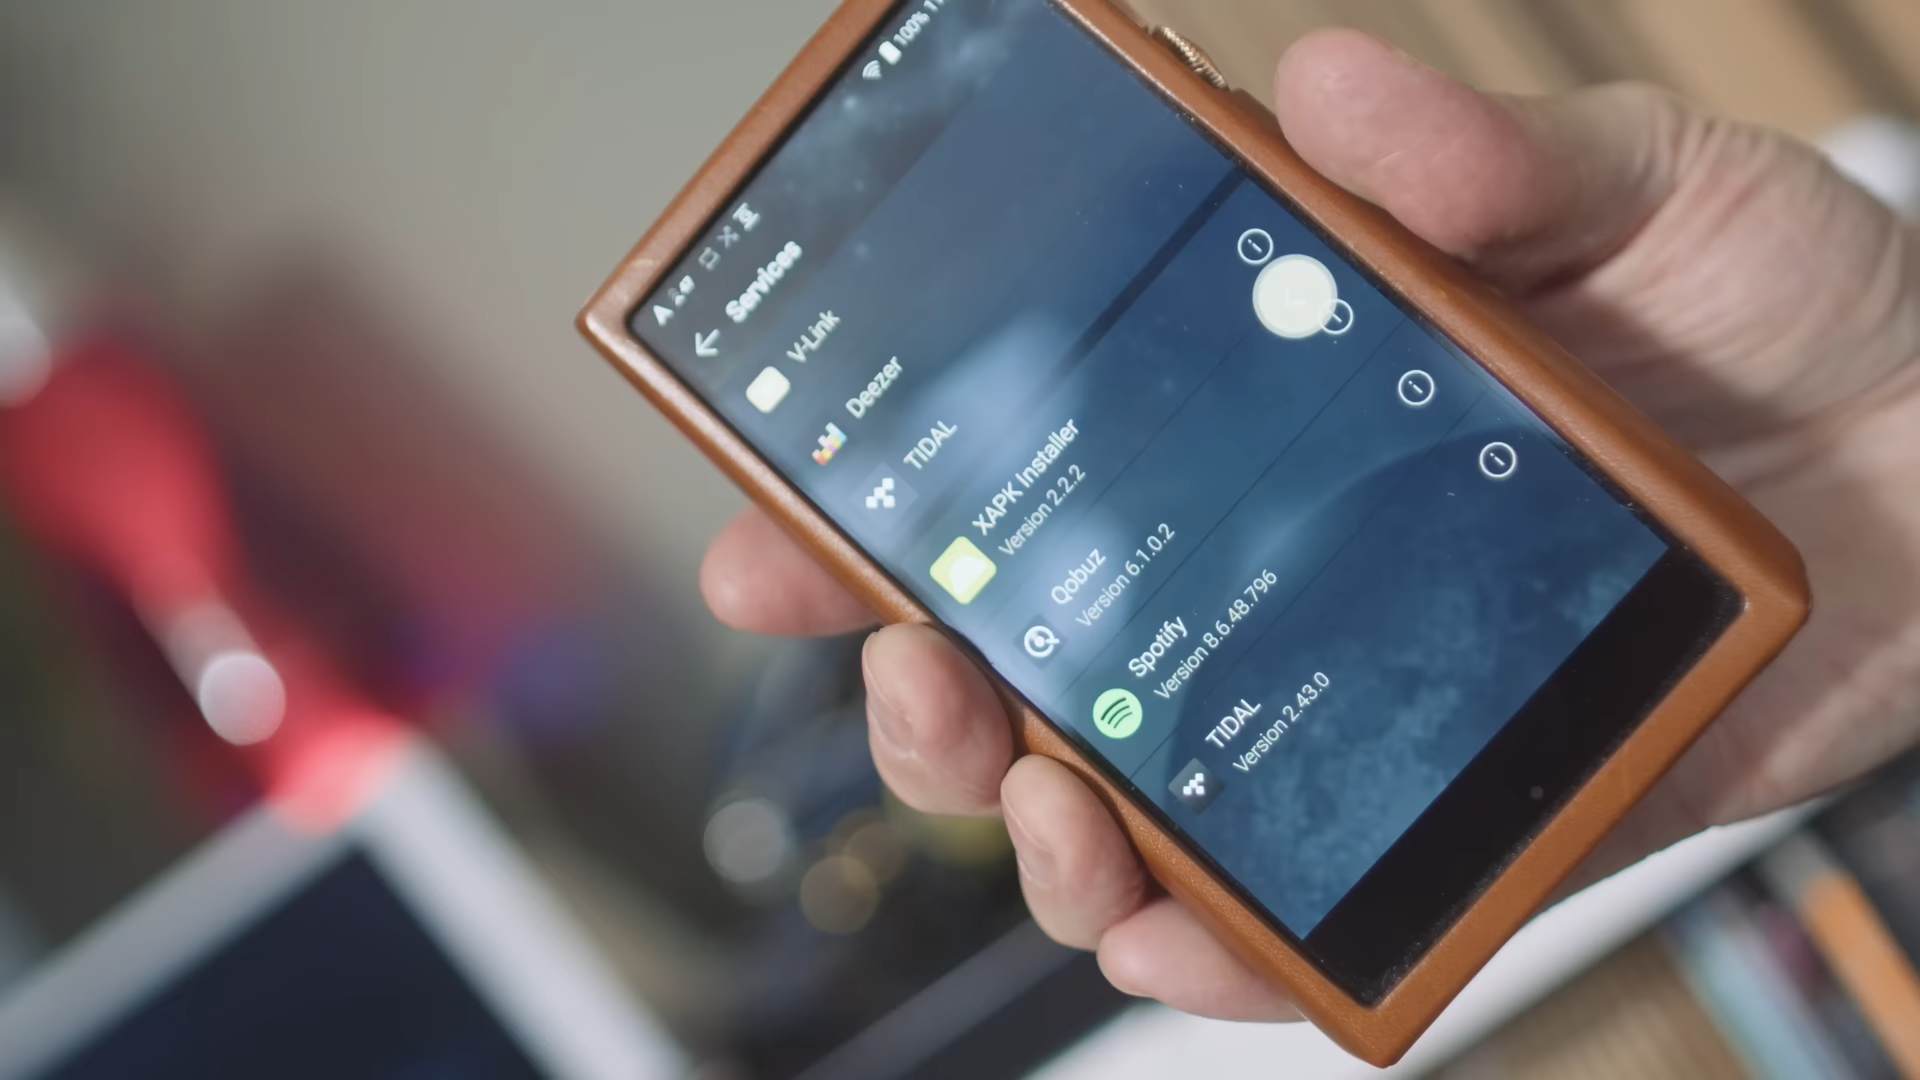 100%
Services
V-Link
Deezer
TIDAL
XAPK Installer
Version 2.2.2
Qobuz
Version 6.1.0.2
Spotify
Version 8.6.48.796
TIDAL
Version 2.43.0